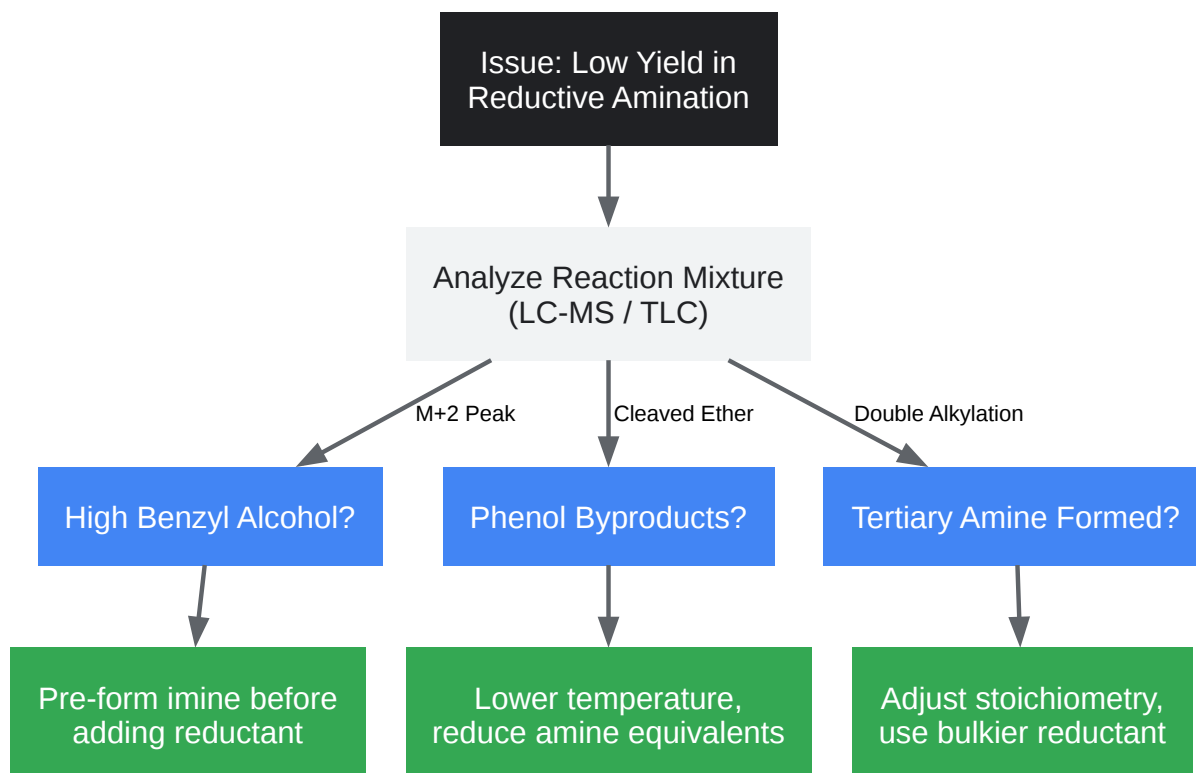 Issue: Low Yield in
Reductive Amination
Analyze Reaction Mixture
(LC-MS / TLC)
M+2 Peak
Cleaved Ether
Double Alkylation
High Benzyl Alcohol?
Phenol Byproducts?
Tertiary Amine Formed?
Pre-form imine before
adding reductant
Lower temperature,
reduce amine equivalents
Adjust stoichiometry,
use bulkier reductant